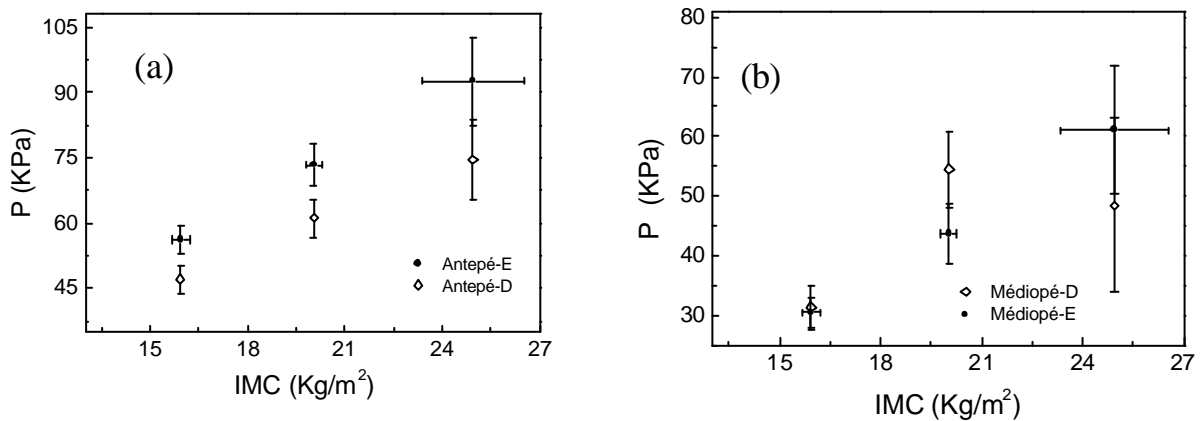 (a)
P (KPa)
105
90
75
60
45
Antepé-E
Antepé-D
15 18 21 24 27
IMC (Kg/m²)
(b)
P (KPa)
80
70
60
50
40
30
Médiopé-D
Médiopé-E
15 18 21 24 27
IMC (Kg/m²)